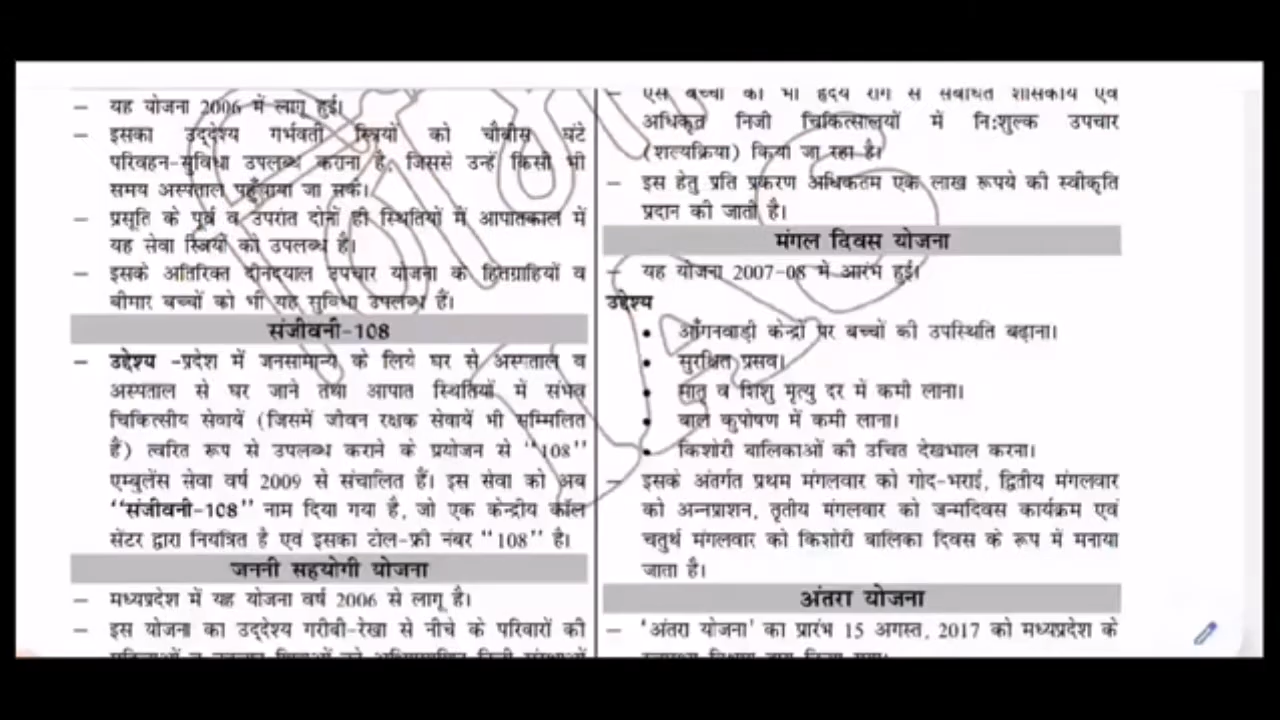 – यह योजना 2006 में लागू हुई।
– इसका उद्देश्य गर्भवती स्त्रियों को चौबीस घंटे
परिवहन-सुविधा उपलब्ध कराना है, जिससे उन्हें किसी भी
समय अस्पताल पहुँचाया जा सके।
– प्रसूति के पूर्व व उपरांत दोनों ही स्थितियों में आपातकाल में
यह सेवा स्त्रियों को उपलब्ध है।
– इसके अतिरिक्त दीनदयाल उपचार योजना के हितग्राहियों व
बीमार बच्चों को भी यह सुविधा उपलब्ध हैं।
संजीवनी-108
– उद्देश्य -प्रदेश में जनसामान्य के लिये घर से अस्पताल व
अस्पताल से घर जाने तथा आपात स्थितियों में संभव
चिकित्सीय सेवायें (जिसमें जीवन रक्षक सेवायें भी सम्मिलित
हैं) त्वरित रूप से उपलब्ध कराने के प्रयोजन से "108"
एम्बुलेंस सेवा वर्ष 2009 से संचालित हैं। इस सेवा को अब
"संजीवनी-108" नाम दिया गया है, जो एक केन्द्रीय कॉल
सेंटर द्वारा नियंत्रित है एवं इसका टोल-फ्री नंबर "108" है।
जननी सहयोगी योजना
– मध्यप्रदेश में यह योजना वर्ष 2006 से लागू है।
– इस योजना का उद्देश्य गरीबी-रेखा से नीचे के परिवारों की
– ऐसे बच्चों का भी हृदय रोग से संबंधित शासकीय एवं
अधिकृत निजी चिकित्सालयों में नि:शुल्क उपचार
(शल्यक्रिया) किया जा रहा है।
– इस हेतु प्रति प्रकरण अधिकतम एक लाख रूपये की स्वीकृति
प्रदान की जाती है।
मंगल दिवस योजना
– यह योजना 2007-08 में आरंभ हुई।
उद्देश्य
• आँगनवाड़ी केन्द्रों पर बच्चों की उपस्थिति बढ़ाना।
• सुरक्षित प्रसव।
• मातृ व शिशु मृत्यु दर में कमी लाना।
• बाल कुपोषण में कमी लाना।
• किशोरी बालिकाओं की उचित देखभाल करना।
– इसके अंतर्गत प्रथम मंगलवार को गोद-भराई, द्वितीय मंगलवार
को अन्नप्राशन, तृतीय मंगलवार को जन्मदिवस कार्यक्रम एवं
चतुर्थ मंगलवार को किशोरी बालिका दिवस के रूप में मनाया
जाता है।
अंतरा योजना
– 'अंतरा योजना' का प्रारंभ 15 अगस्त, 2017 को मध्यप्रदेश के